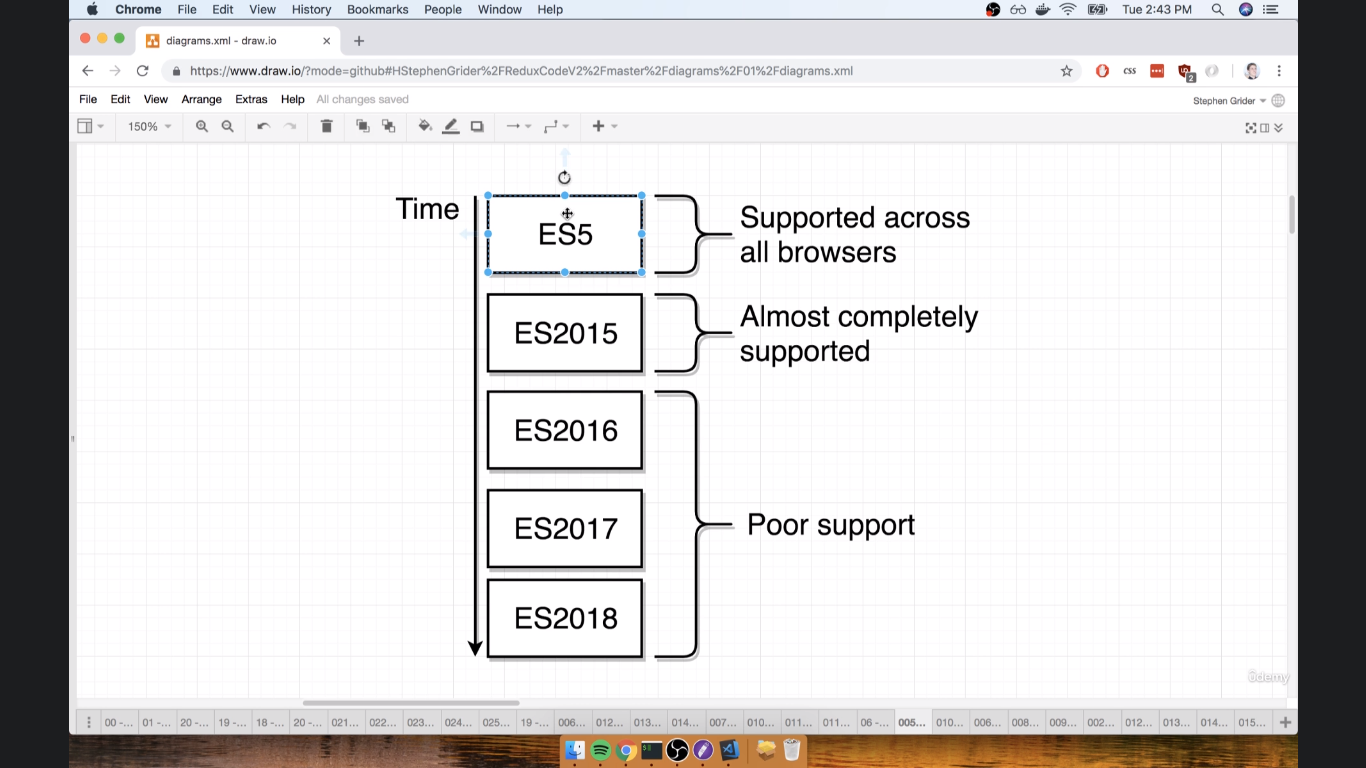 Chrome File Edit View History Bookmarks People Window Help Tue 2:43 PM
diagrams.xml - draw.io
https://www.draw.io/?mode=github#HStephenGrider%2FReduxCodeV2%2Fmaster%2Fdiagrams%2F01%2Fdiagrams.xml
CSS
2
File Edit View Arrange Extras Help All changes saved
Stephen Grider
150%
Time
ES5
Supported across
all browsers
ES2015
Almost completely
supported
ES2016
ES2017
Poor support
ES2018
ûdemy
00 -... 01 -... 20 -... 19 -... 18 -... 20 -... 021... 022... 023... 024... 025... 19 -... 006... 012... 013... 014... 007... 010... 011... 011... 06 -... 005... 010... 006... 008... 009... 002... 012... 013... 014... 015...